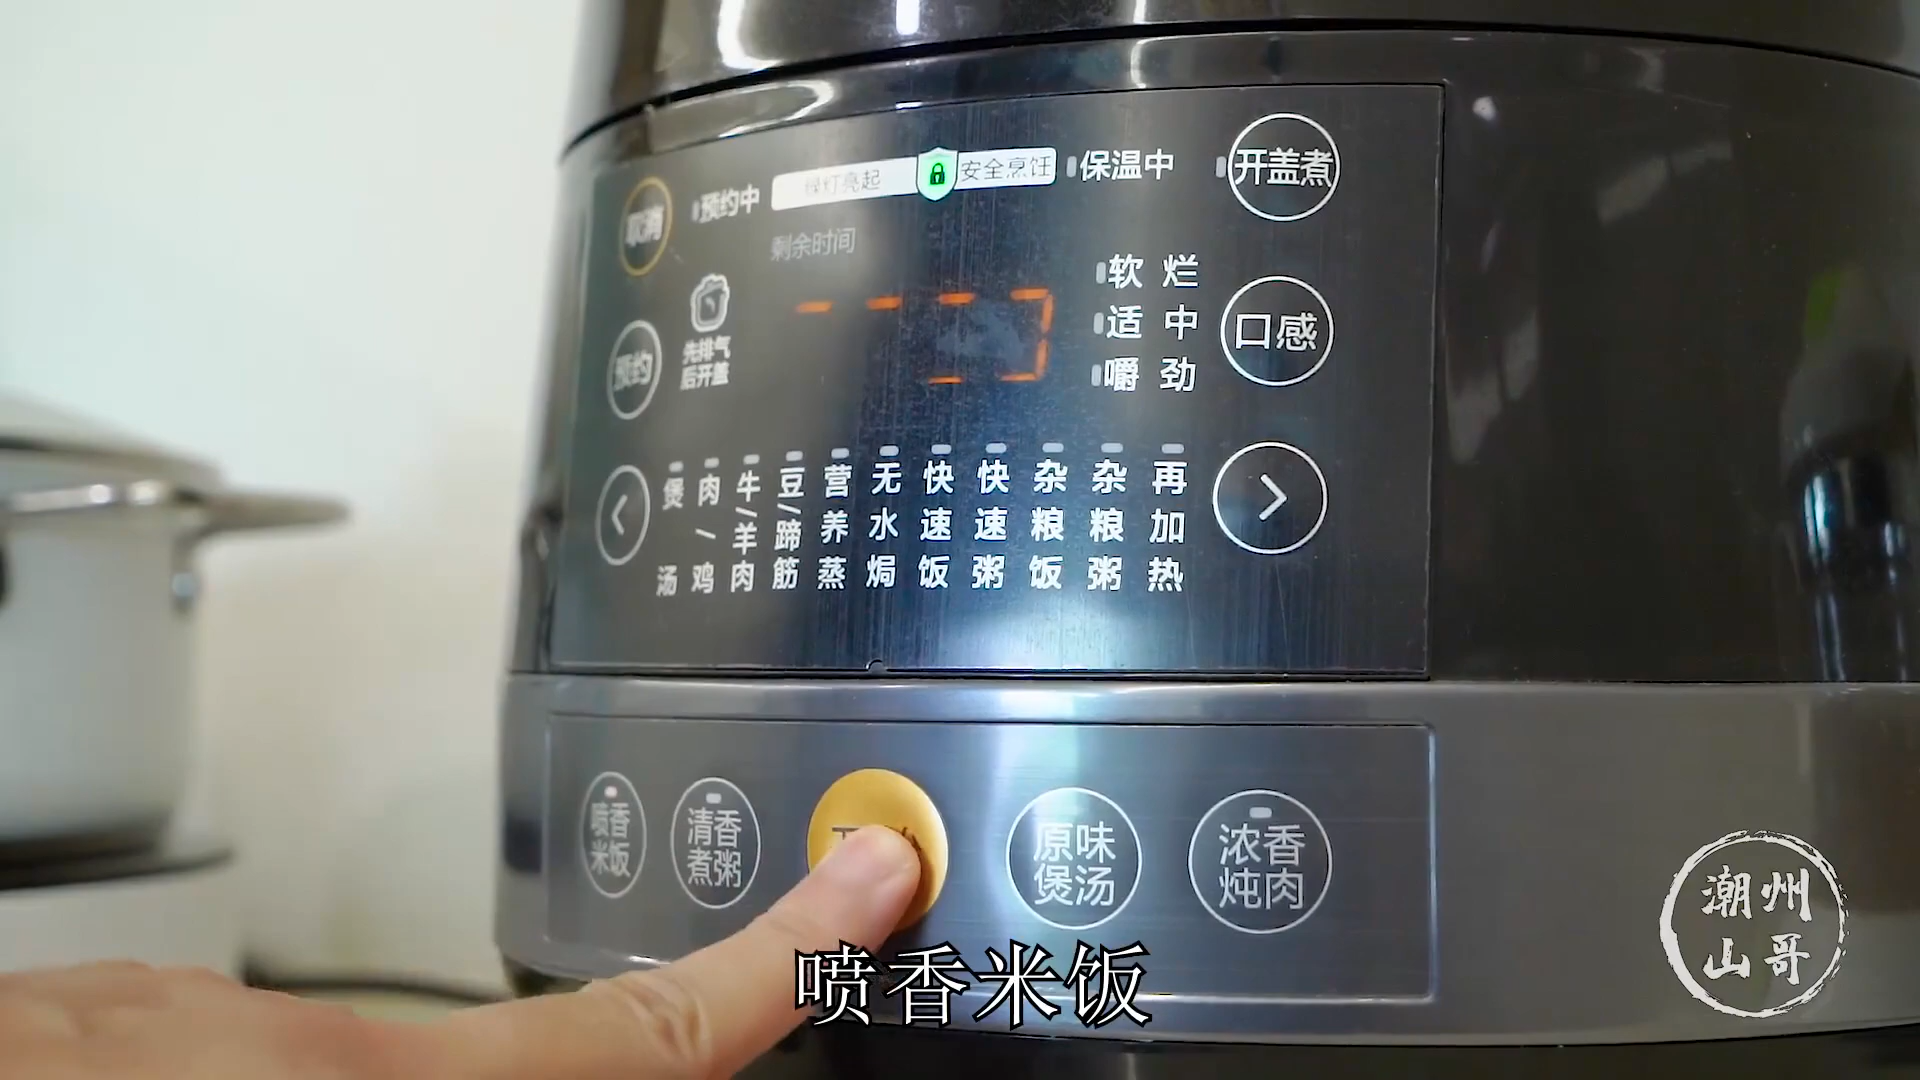 取消
预约中
绿灯亮起
安全烹饪
保温中
开盖煮
剩余时间
先排气
后开盖
预约
软烂
适中
嚼劲
口感
煲汤
肉/鸡
牛/羊肉
豆/蹄筋
营养蒸
无水焗
快速饭
快速粥
杂粮饭
杂粮粥
再加热
喷香
米饭
清香
煮粥
原味
煲汤
浓香
炖肉
喷香米饭
潮州
山哥